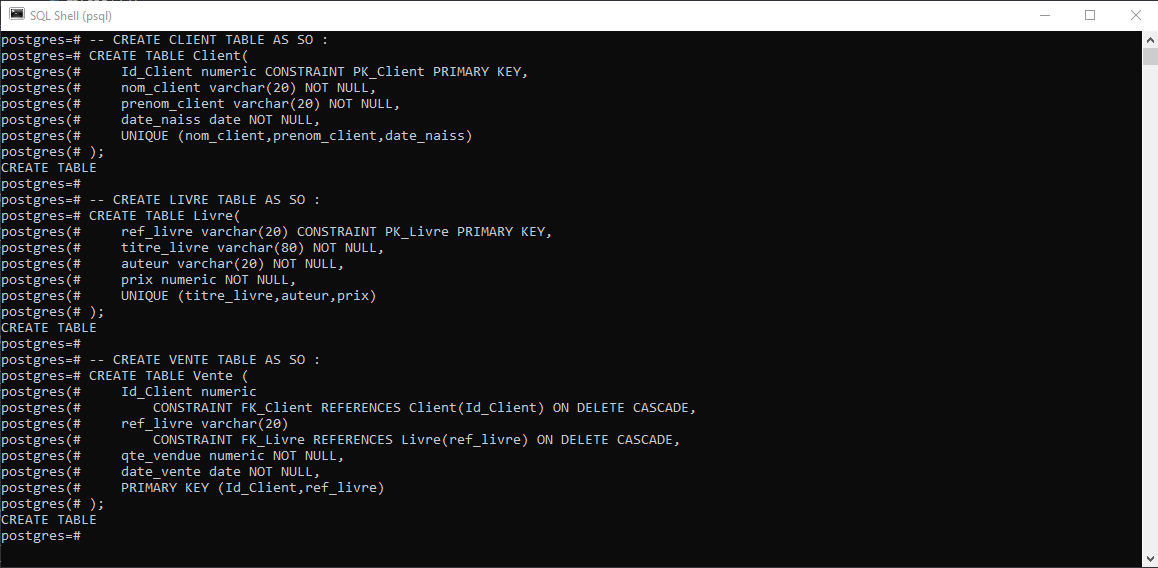 SQL Shell (psql)
postgres=# -- CREATE CLIENT TABLE AS SO :
postgres=# CREATE TABLE Client(
postgres(#     Id_Client numeric CONSTRAINT PK_Client PRIMARY KEY,
postgres(#     nom_client varchar(20) NOT NULL,
postgres(#     prenom_client varchar(20) NOT NULL,
postgres(#     date_naiss date NOT NULL,
postgres(#     UNIQUE (nom_client,prenom_client,date_naiss)
postgres(# );
CREATE TABLE
postgres=#
postgres=# -- CREATE LIVRE TABLE AS SO :
postgres=# CREATE TABLE Livre(
postgres(#     ref_livre varchar(20) CONSTRAINT PK_Livre PRIMARY KEY,
postgres(#     titre_livre varchar(80) NOT NULL,
postgres(#     auteur varchar(20) NOT NULL,
postgres(#     prix numeric NOT NULL,
postgres(#     UNIQUE (titre_livre,auteur,prix)
postgres(# );
CREATE TABLE
postgres=#
postgres=# -- CREATE VENTE TABLE AS SO :
postgres=# CREATE TABLE Vente (
postgres(#     Id_Client numeric
postgres(#         CONSTRAINT FK_Client REFERENCES Client(Id_Client) ON DELETE CASCADE,
postgres(#     ref_livre varchar(20)
postgres(#         CONSTRAINT FK_Livre REFERENCES Livre(ref_livre) ON DELETE CASCADE,
postgres(#     qte_vendue numeric NOT NULL,
postgres(#     date_vente date NOT NULL,
postgres(#     PRIMARY KEY (Id_Client,ref_livre)
postgres(# );
CREATE TABLE
postgres=#